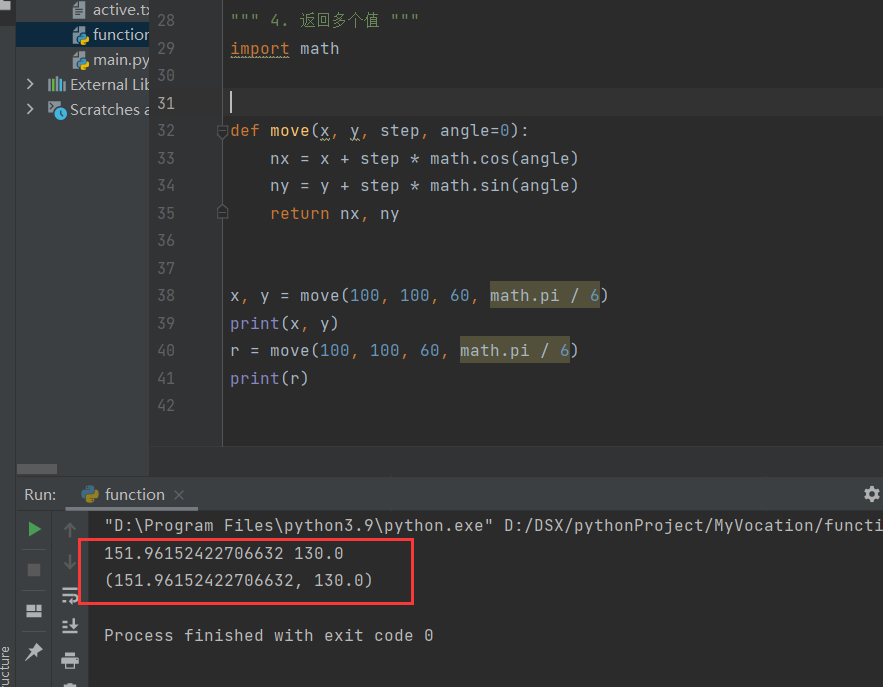 active.tx
function
main.py
External Lib
Scratches a
28 """ 4. 返回多个值 """
29 import math
30
31
32 def move(x, y, step, angle=0):
33 nx = x + step * math.cos(angle)
34 ny = y + step * math.sin(angle)
35 return nx, ny
36
37
38 x, y = move(100, 100, 60, math.pi / 6)
39 print(x, y)
40 r = move(100, 100, 60, math.pi / 6)
41 print(r)
42
Run: function
"D:\Program Files\python3.9\python.exe" D:/DSX/pythonProject/MyVocation/functi
151.96152422706632 130.0
(151.96152422706632, 130.0)
Process finished with exit code 0
ructure